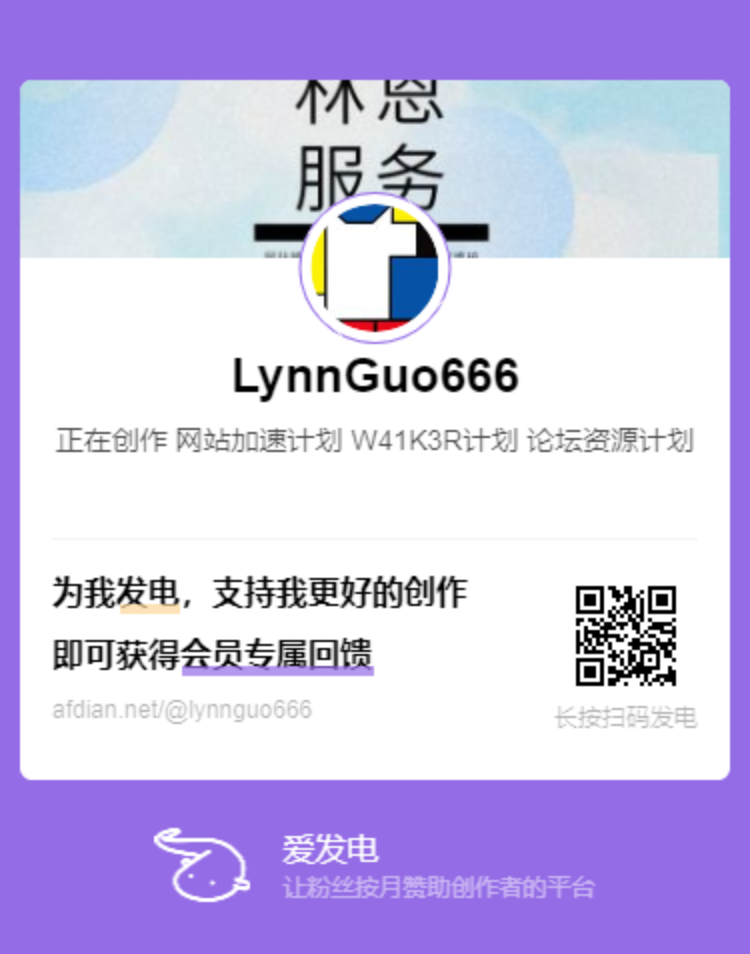 林恩
服务
LynnGuo666
正在创作 网站加速计划 W41K3R计划 论坛资源计划
为我发电，支持我更好的创作
即可获得会员专属回馈
afdian.net/@lynnguo666
长按扫码发电
爱发电
让粉丝按月赞助创作者的平台